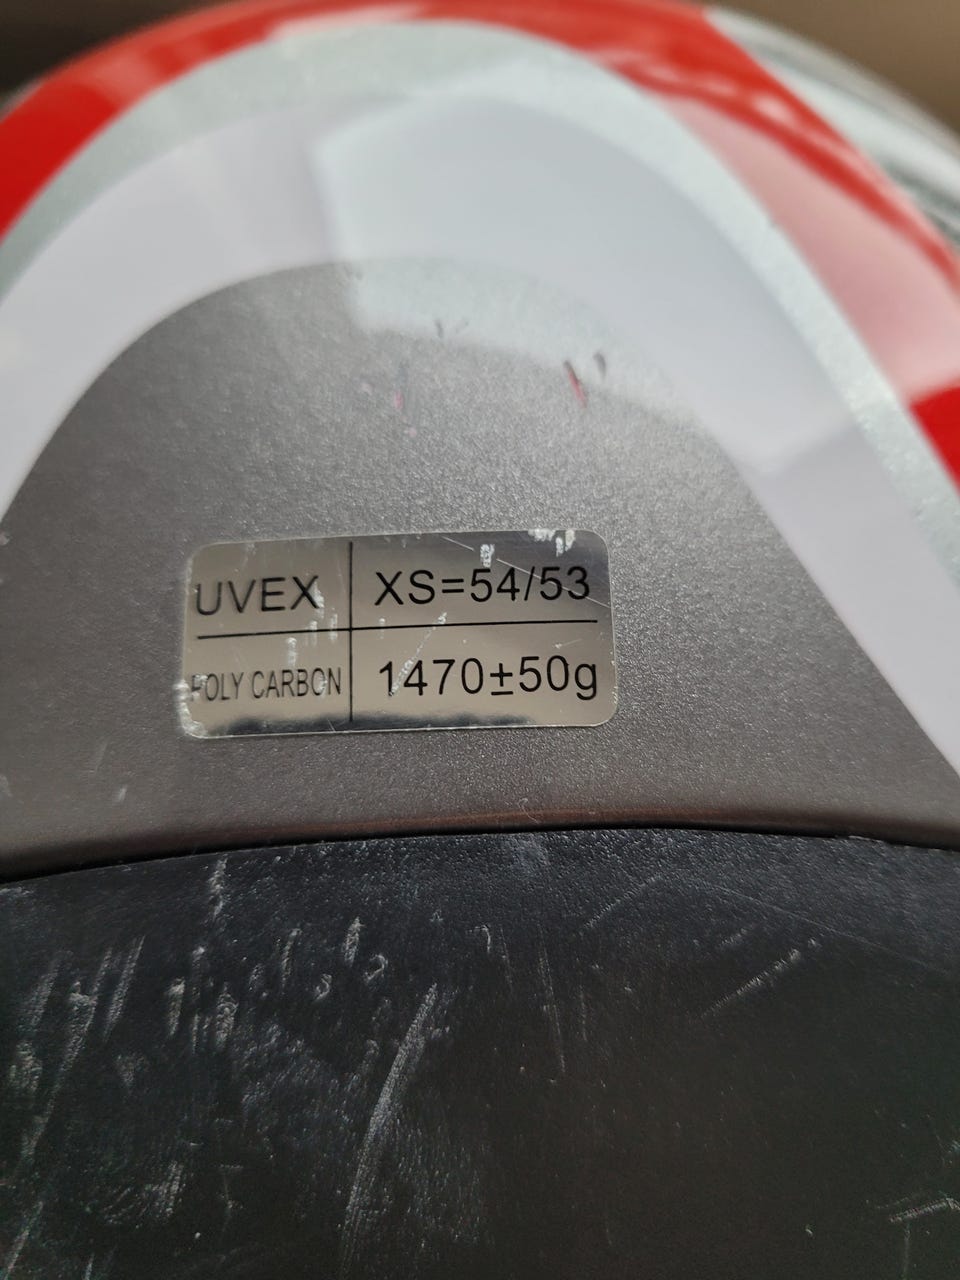 UVEX XS=54/53
POLY CARBON 1470±50g